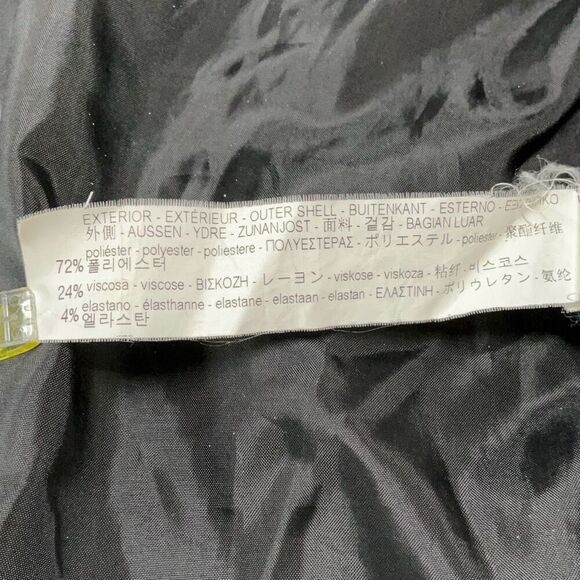 EXTERIOR - EXTÉRIEUR - OUTER SHELL - BUITENKANT - ESTERNO - ΕΞΩΤΕΡΙΚΟ
外側 - AUSSEN - YDRE - ZUNANJOST - 面料 - 겉감 - BAGIAN LUAR
poliéster - polyester - poliestere - ΠΟΛΥΕΣΤΕΡΑΣ - ポリエステル - poliester - 聚酯纤维
72% 폴리에스터
24% viscosa - viscose - ΒΙΣΚΟΖΗ - レーヨン - viskose - viskoza - 粘纤 - 비스코스
elastano - élasthanne - elastane - elastaan - elastan - ΕΛΑΣΤΙΝΗ - ポリウレタン - 氨纶
4% 엘라스탄